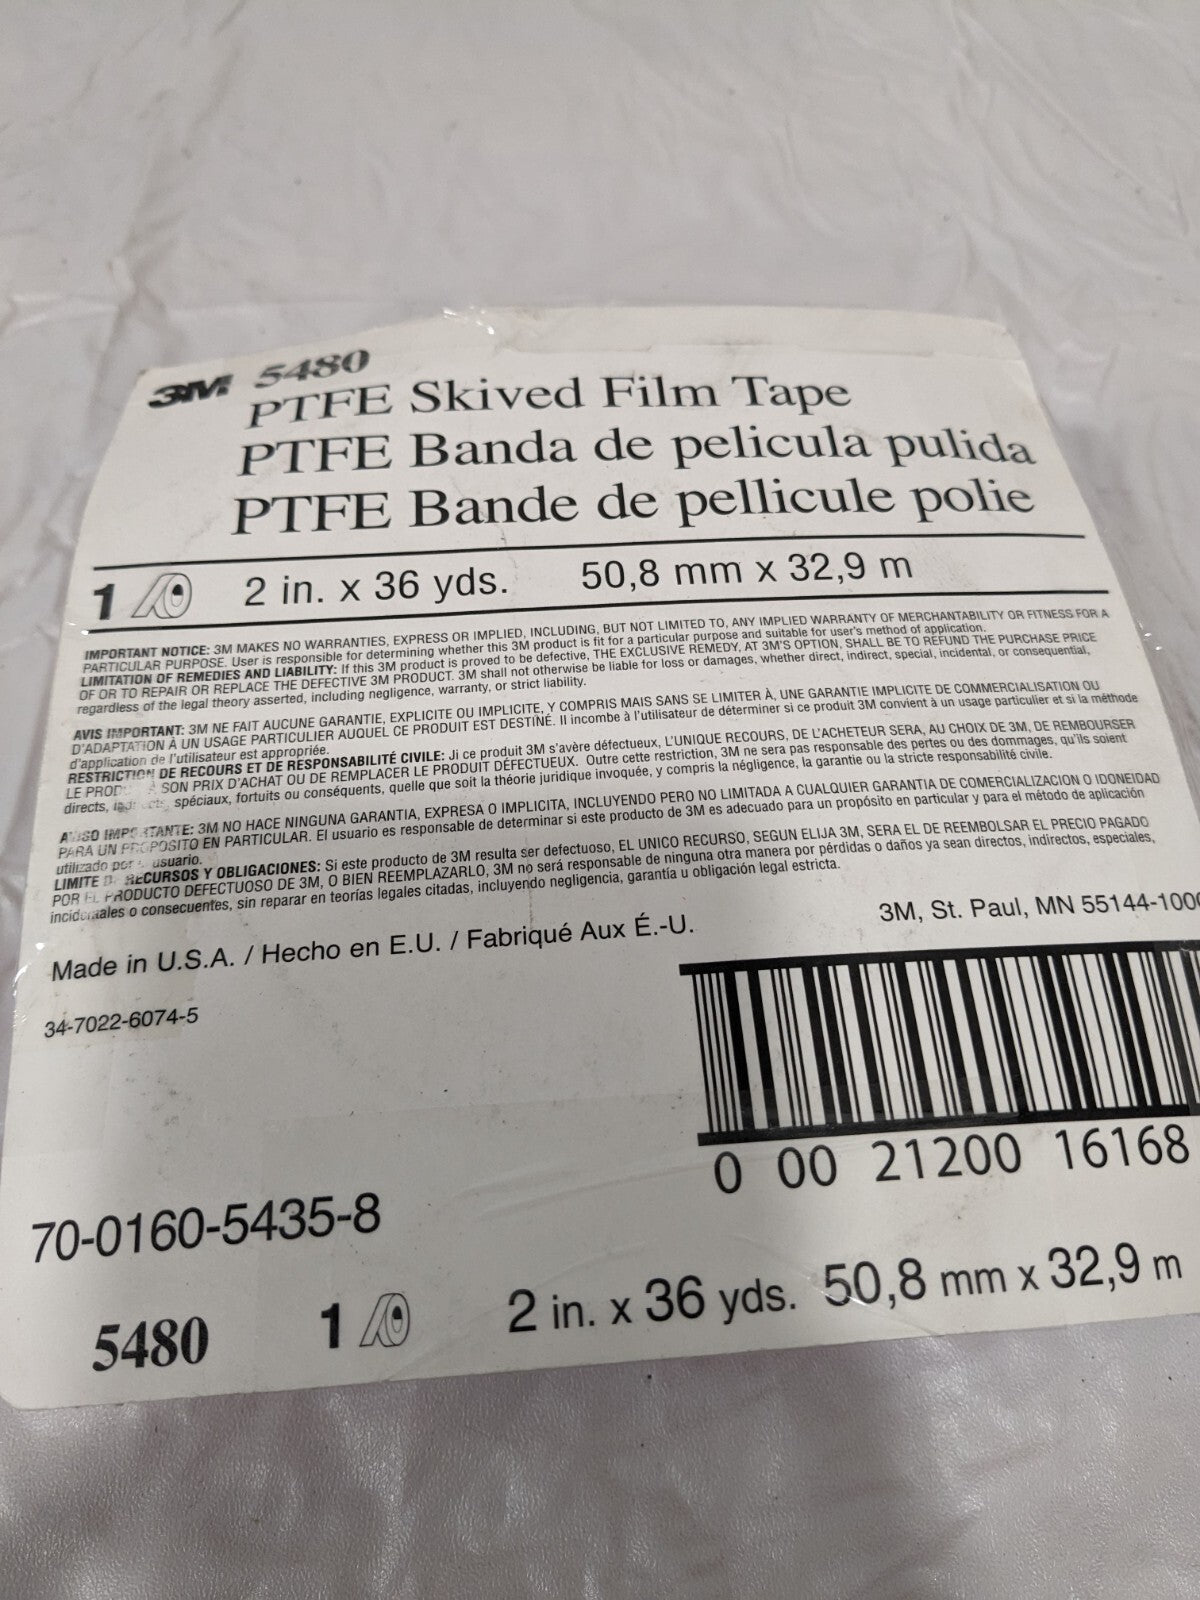 3M 5480
PTFE Skived Film Tape
PTFE Banda de pelicula pulida
PTFE Bande de pellicule polie
1 2 in. x 36 yds. 50,8 mm x 32,9 m
IMPORTANT NOTICE: 3M MAKES NO WARRANTIES, EXPRESS OR IMPLIED, INCLUDING, BUT NOT LIMITED TO, ANY IMPLIED WARRANTY OF MERCHANTABILITY OR FITNESS FOR A
PARTICULAR PURPOSE. User is responsible for determining whether this 3M product is fit for a particular purpose and suitable for user's method of application.
LIMITATION OF REMEDIES AND LIABILITY: If this 3M product is proved to be defective, THE EXCLUSIVE REMEDY, AT 3M'S OPTION, SHALL BE TO REFUND THE PURCHASE PRICE
OF OR TO REPAIR OR REPLACE THE DEFECTIVE 3M PRODUCT. 3M shall not otherwise be liable for loss or damages, whether direct, indirect, special, incidental, or consequential,
regardless of the legal theory asserted, including negligence, warranty, or strict liability.
AVIS IMPORTANT: 3M NE FAIT AUCUNE GARANTIE, EXPLICITE OU IMPLICITE, Y COMPRIS MAIS SANS SE LIMITER À, UNE GARANTIE IMPLICITE DE COMMERCIALISATION OU
D'ADAPTATION À UN USAGE PARTICULIER AUQUEL CE PRODUIT EST DESTINÉ. Il incombe à l'utilisateur de déterminer si ce produit 3M convient à un usage particulier et si la méthode
d'application de l'utilisateur est appropriée.
RESTRICTION DE RECOURS ET DE RESPONSABILITÉ CIVILE: Ji ce produit 3M s'avère défectueux, L'UNIQUE RECOURS, DE L'ACHETEUR SERA, AU CHOIX DE 3M, DE REMBOURSER
LE SON PRIX D'ACHAT OU DE REMPLACER LE PRODUIT DÉFECTUEUX. Outre cette restriction, 3M ne sera pas responsable des pertes ou des dommages, qu'ils soient
directs, spéciaux, fortuits ou conséquents, quelle que soit la théorie juridique invoquée, y compris la négligence, la garantie ou la stricte responsabilité civile.
AVISO IMPORTANTE: 3M NO HACE NINGUNA GARANTIA, EXPRESA O IMPLICITA, INCLUYENDO PERO NO LIMITADA A CUALQUIER GARANTIA DE COMERCIALIZACION O IDONEIDAD
PARA UN PROPOSITO EN PARTICULAR. El usuario es responsable de determinar si este producto de 3M es adecuado para un propósito en particular y para el método de aplicación
utilizado por usuario.
LIMITE RECURSOS Y OBLIGACIONES: Si este producto de 3M resulta ser defectuoso, EL UNICO RECURSO, SEGUN ELIJA 3M, SERA EL DE REEMBOLSAR EL PRECIO PAGADO
POR EL PRODUCTO DEFECTUOSO DE 3M, O BIEN REEMPLAZARLO, 3M no será responsable de ninguna otra manera por pérdidas o daños ya sean directos, indirectos, especiales,
incidentales o consecuentes, sin reparar en teorías legales citadas, incluyendo negligencia, garantía u obligación legal estricta.
3M, St. Paul, MN 55144-1000
Made in U.S.A. / Hecho en E.U. / Fabriqué Aux É.-U.
34-7022-6074-5
0 00 21200 16168
70-0160-5435-8
5480 1 2 in. x 36 yds. 50,8 mm x 32,9 m